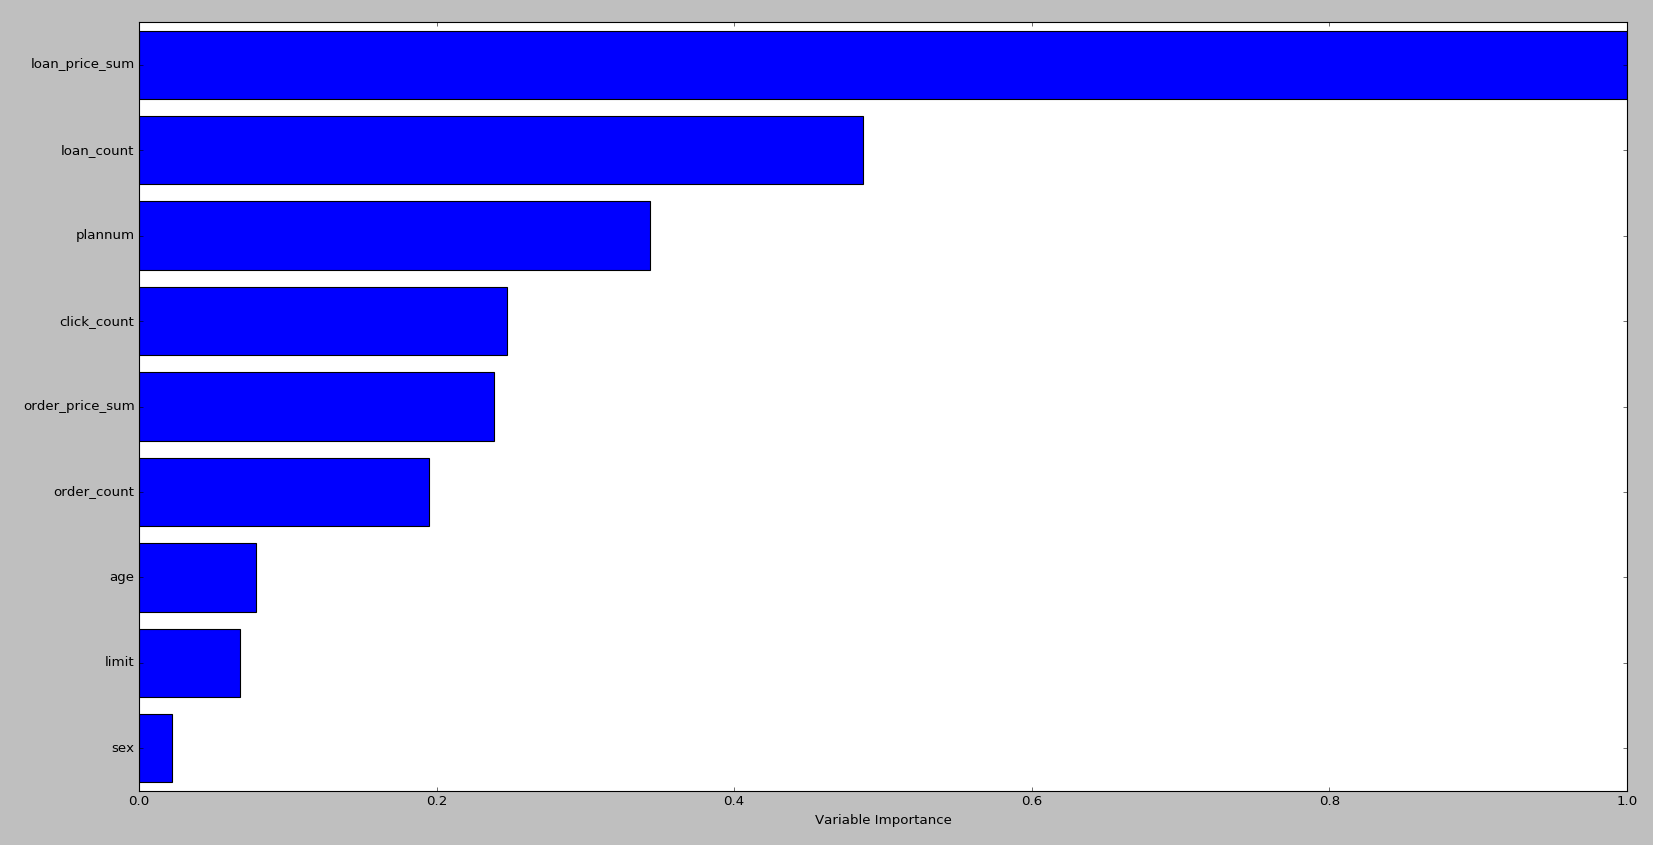 loan_price_sum
loan_count
plannum
click_count
order_price_sum
order_count
age
limit
sex
0.0 0.2 0.4 0.6 0.8 1.0
Variable Importance